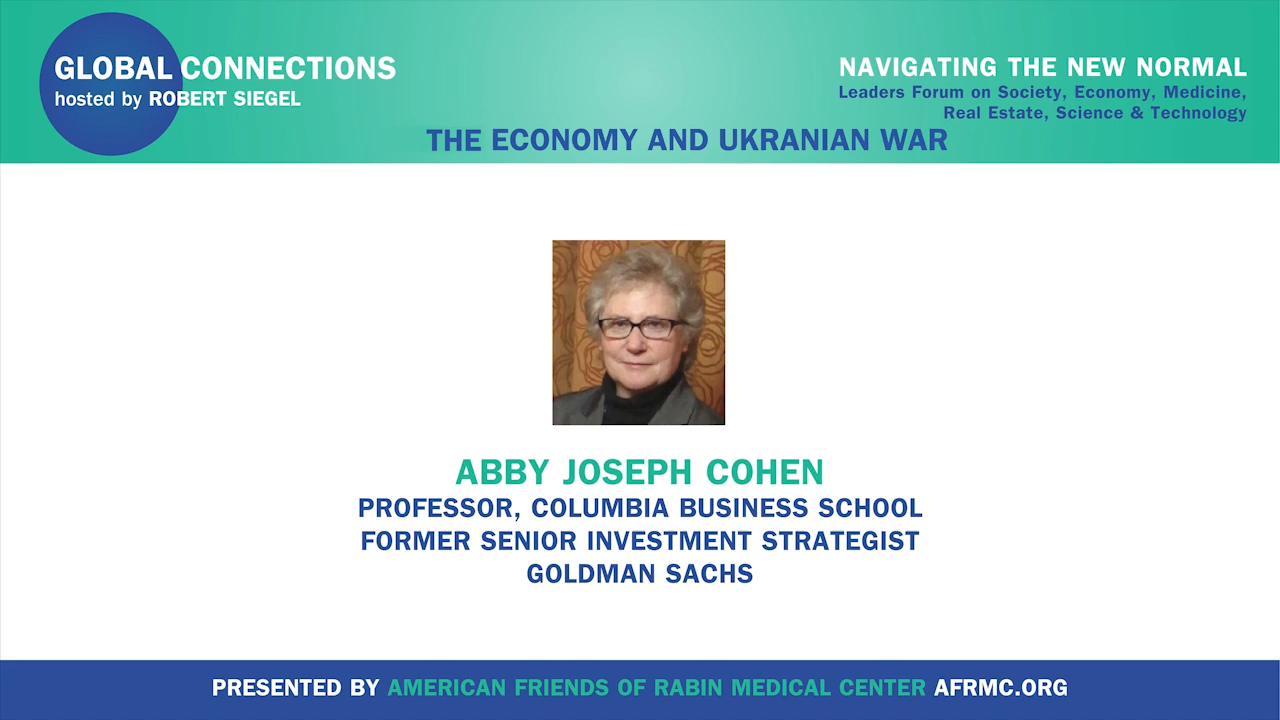 GLOBAL CONNECTIONS
hosted by ROBERT SIEGEL
NAVIGATING THE NEW NORMAL
Leaders Forum on Society, Economy, Medicine,
Real Estate, Science & Technology
THE ECONOMY AND UKRANIAN WAR
ABBY JOSEPH COHEN
PROFESSOR, COLUMBIA BUSINESS SCHOOL
FORMER SENIOR INVESTMENT STRATEGIST
GOLDMAN SACHS
PRESENTED BY AMERICAN FRIENDS OF RABIN MEDICAL CENTER AFRMC.ORG